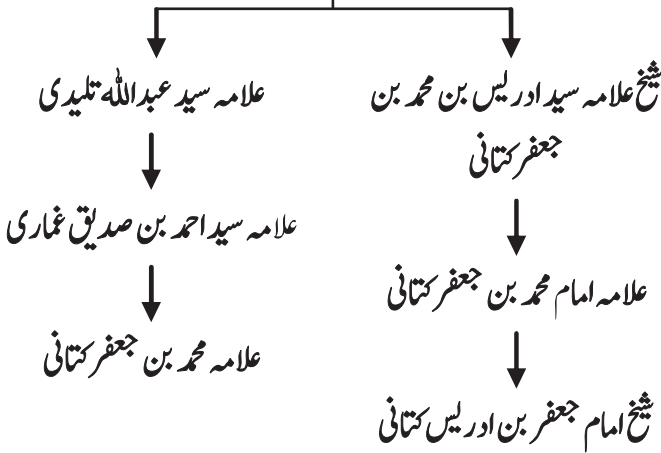 شیخ علامہ سید ادریس بن محمد بن
جعفر کتانی
علامہ امام محمد بن جعفر کتانی
شیخ امام جعفر بن ادریس کتانی
علامہ سید عبداللہ تلیدی
علامہ سید احمد بن صدیق غماری
علامہ محمد بن جعفر کتانی